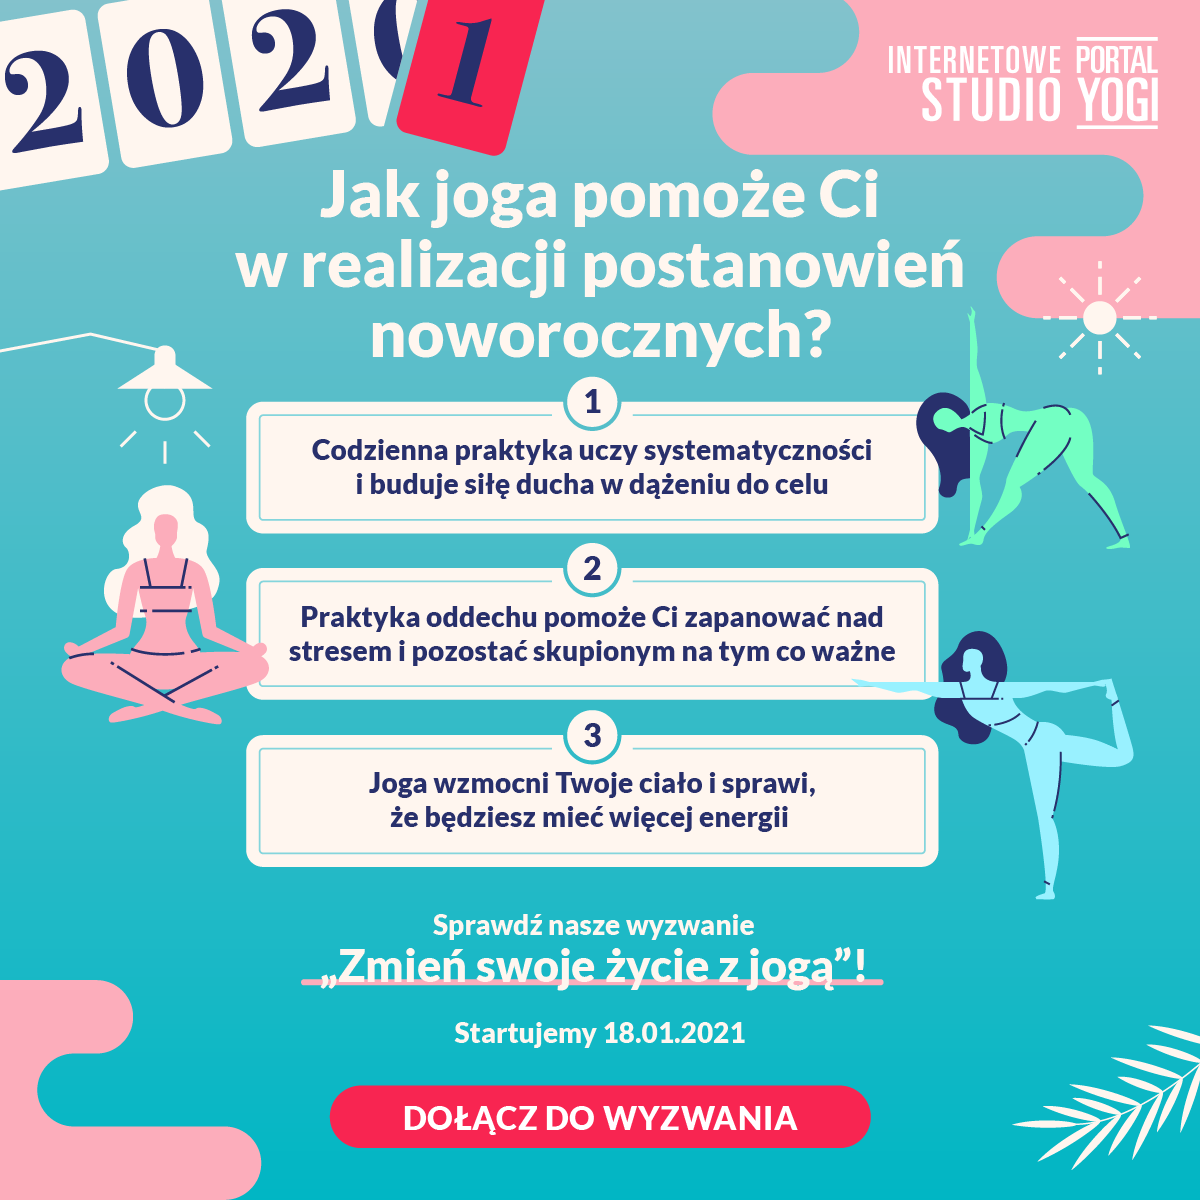 2020
1
INTERNETOWE PORTAL
STUDIO YOGI
Jak joga pomoże Ci
w realizacji postanowień
noworocznych?
1
Codzienna praktyka uczy systematyczności
i buduje siłę ducha w dążeniu do celu
2
Praktyka oddechu pomoże Ci zapanować nad
stresem i pozostać skupionym na tym co ważne
3
Joga wzmocni Twoje ciało i sprawi,
że będziesz mieć więcej energii
Sprawdź nasze wyzwanie
„Zmień swoje życie z jogą”!
Startujemy 18.01.2021
DOŁĄCZ DO WYZWANIA